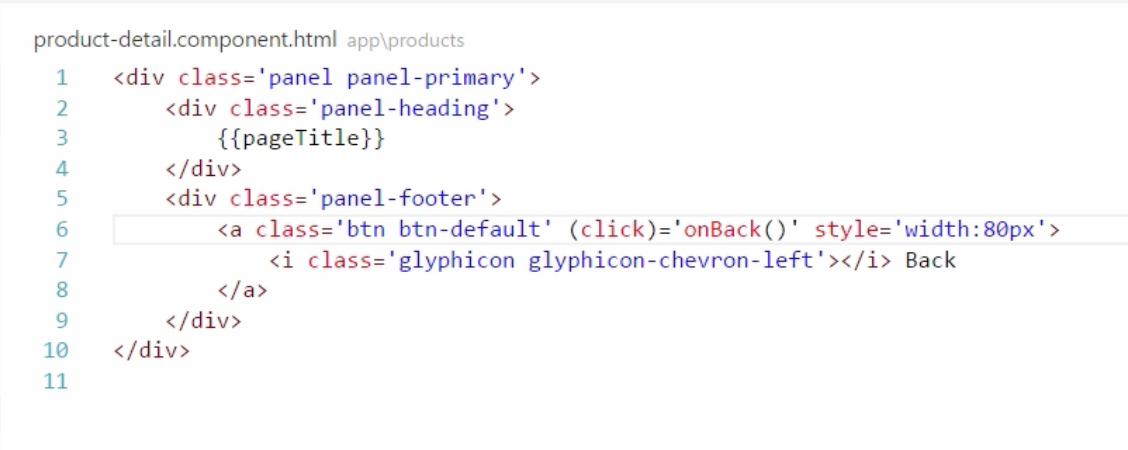 product-detail.component.html app\products
1 <div class='panel panel-primary'>
2 <div class='panel-heading'>
3 {{pageTitle}}
4 </div>
5 <div class='panel-footer'>
6 <a class='btn btn-default' (click)='onBack()' style='width:80px'>
7 <i class='glyphicon glyphicon-chevron-left'></i> Back
8 </a>
9 </div>
10 </div>
11